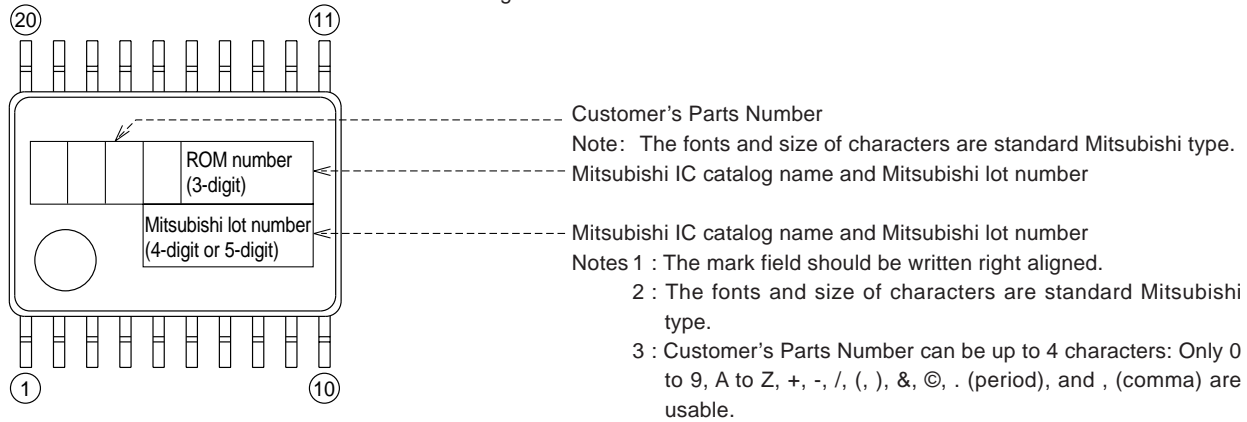 20
11
Customer's Parts Number
Note: The fonts and size of characters are standard Mitsubishi type.
Mitsubishi IC catalog name and Mitsubishi lot number
ROM number
(3-digit)
Mitsubishi lot number
(4-digit or 5-digit)
Mitsubishi IC catalog name and Mitsubishi lot number
Notes 1 : The mark field should be written right aligned.
2 : The fonts and size of characters are standard Mitsubishi
type.
3 : Customer's Parts Number can be up to 4 characters: Only 0
to 9, A to Z, +, -, /, (, ), &, ©, . (period), and , (comma) are
usable.
1
10